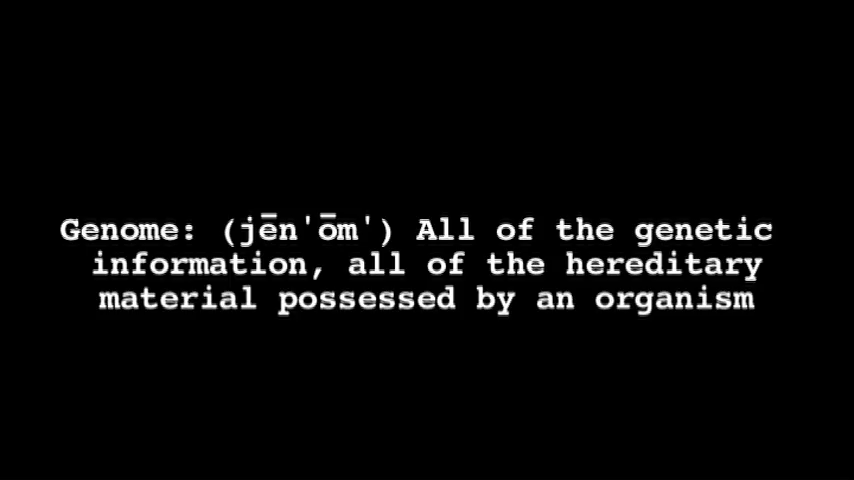 Genome: (jēn'ōm') All of the genetic
information, all of the hereditary
material possessed by an organism